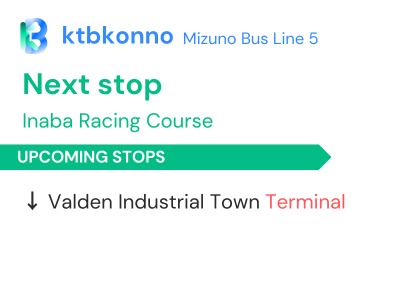 ktbkonno Mizuno Bus Line 5
Next stop
Inaba Racing Course
UPCOMING STOPS
↓ Valden Industrial Town Terminal